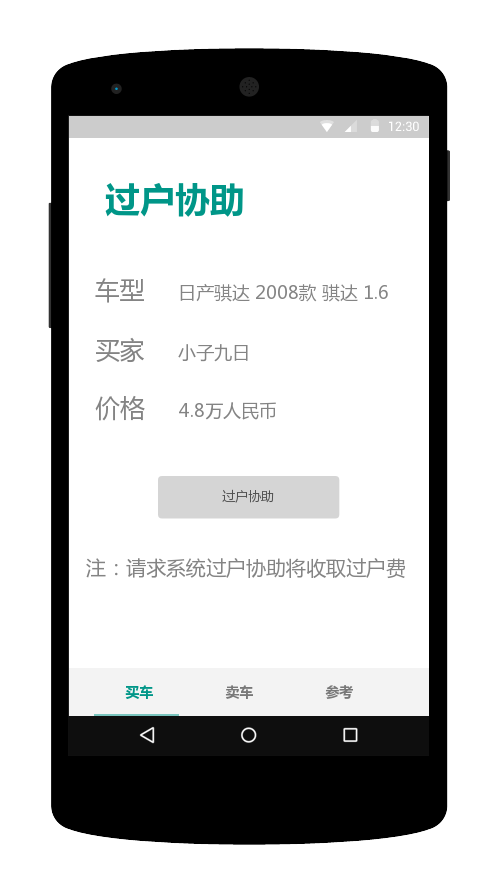 12:30
过户协助
车型 日产骐达 2008款 骐达 1.6
买家 小子九日
价格 4.8万人民币
过户协助
注：请求系统过户协助将收取过户费
买车 卖车 参考